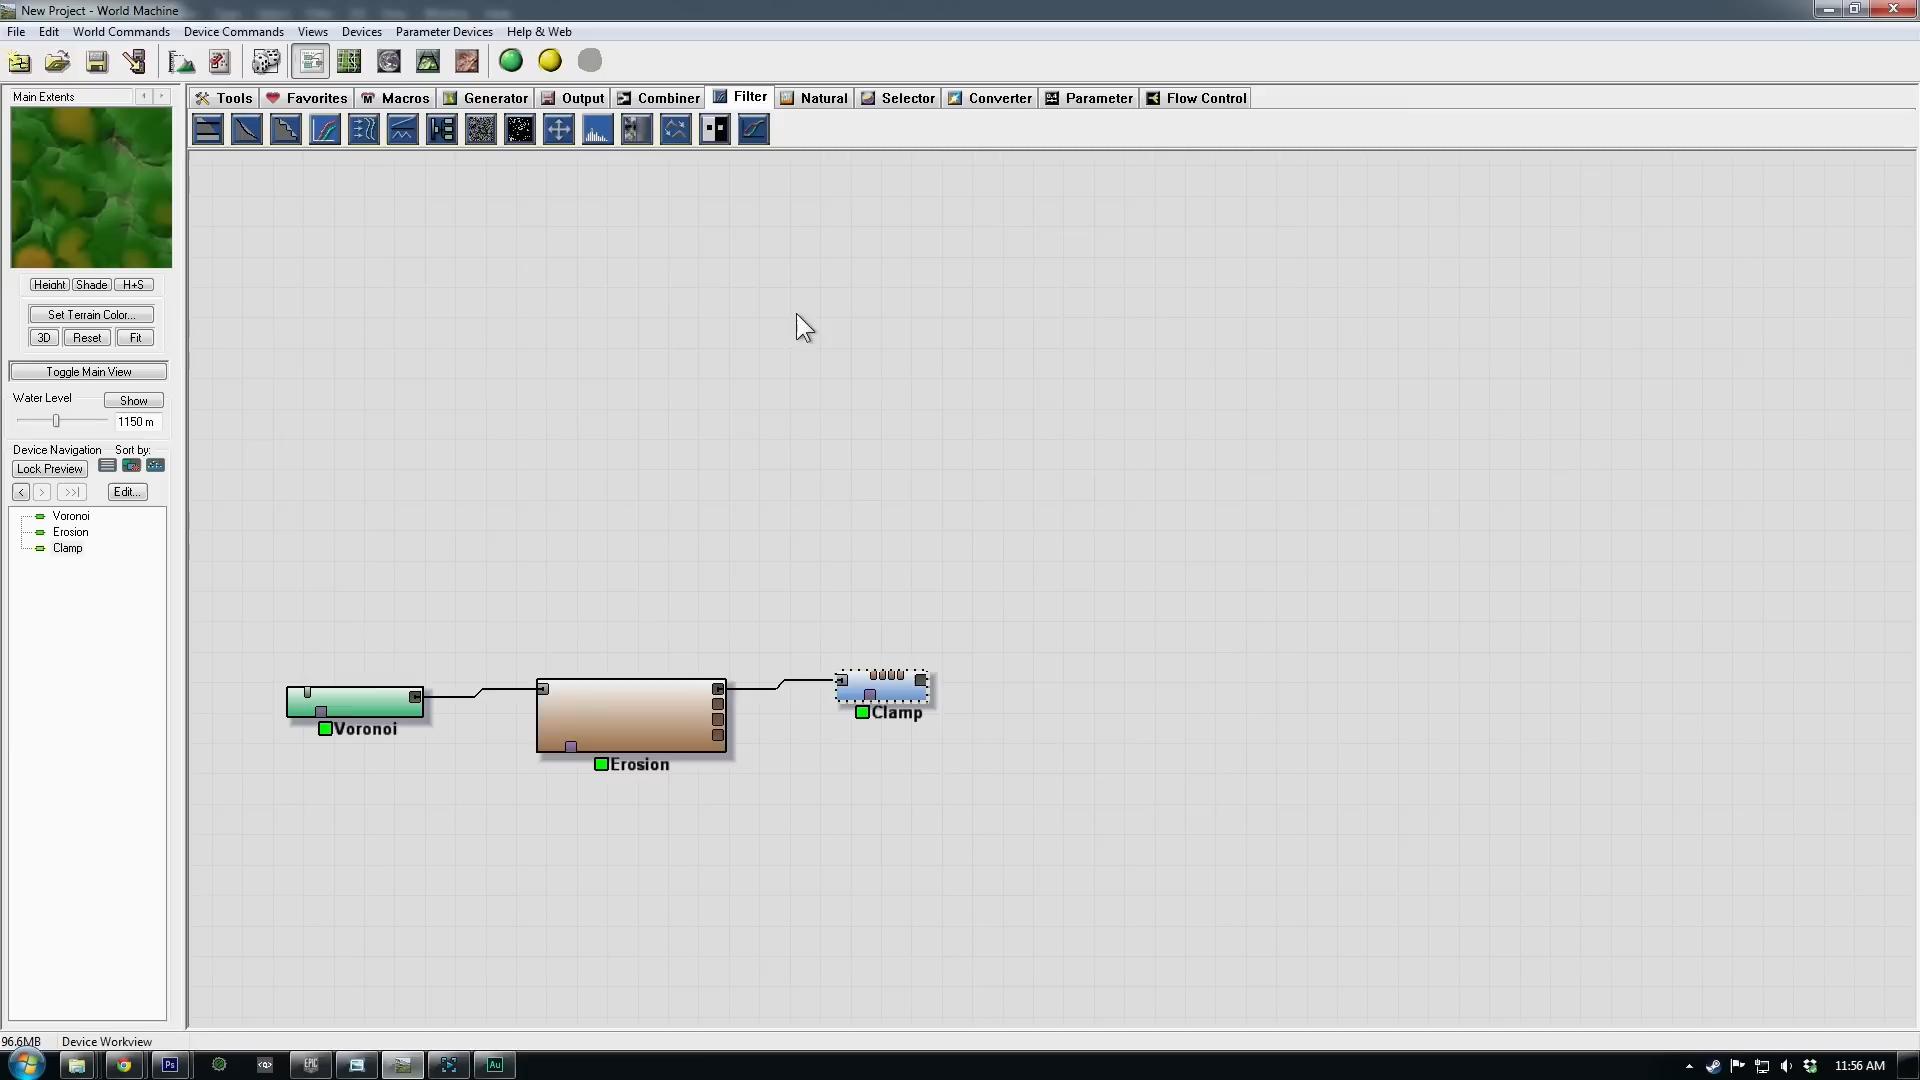 New Project - World Machine
File Edit World Commands Device Commands Views Devices Parameter Devices Help & Web
Main Extents
Tools Favorites Macros Generator Output Combiner Filter Natural Selector Converter Parameter Flow Control
Height Shade H+S
Set Terrain Color...
3D Reset Fit
Toggle Main View
Water Level Show
1150 m
Device Navigation Sort by:
Lock Preview
< > >>| Edit...
Voronoi
Erosion
Clamp
Voronoi
Erosion
Clamp
96.6MB Device Workview
Ps EPIC Au 11:56 AM